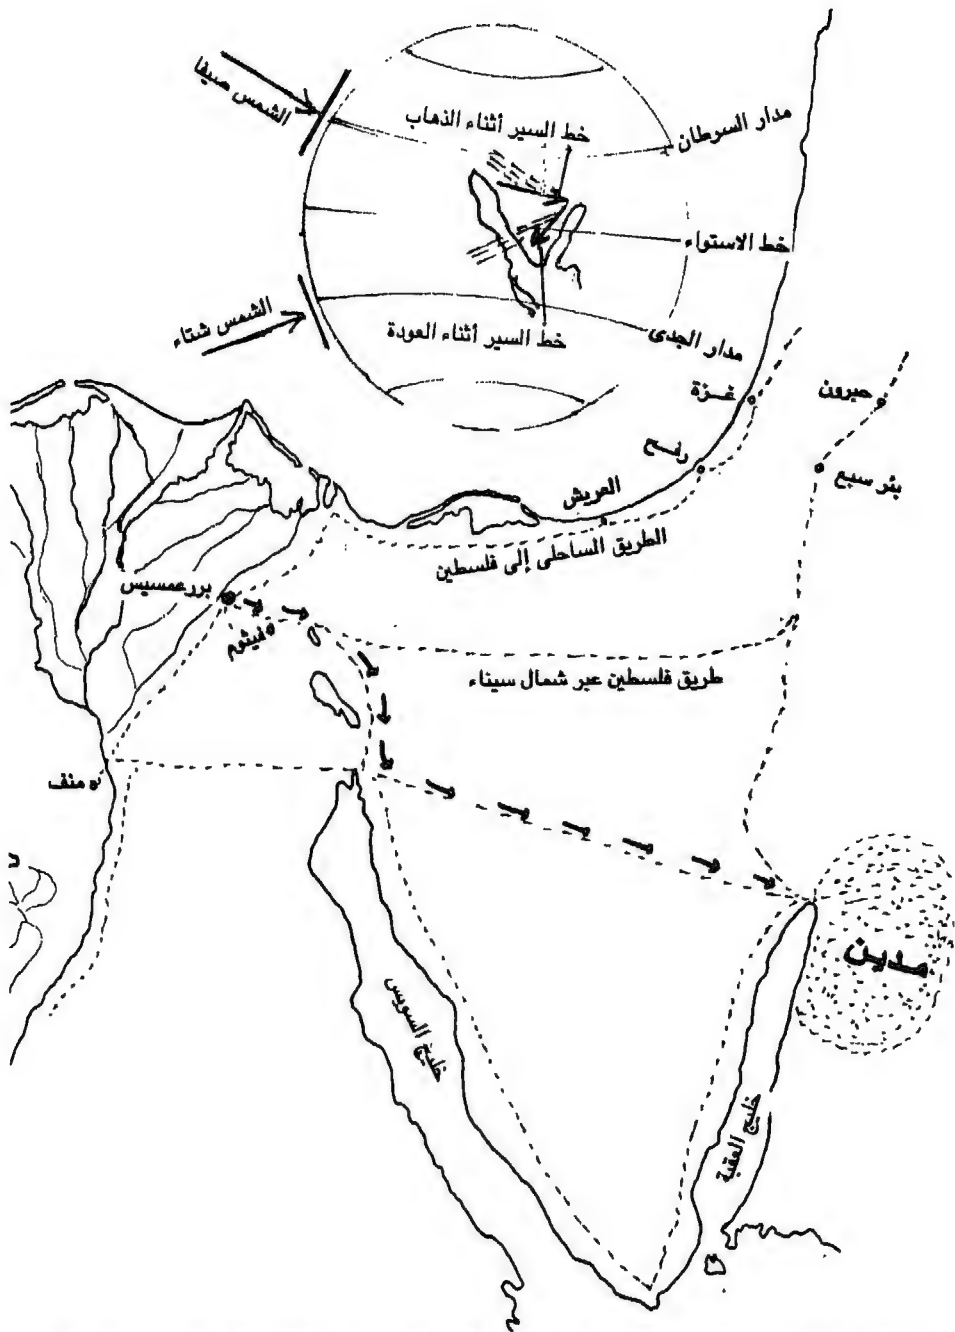 الشمس صيفا
مدار السرطان
خط السير أثناء الذهاب
خط الاستواء
الشمس شتاء
مدار الجدى
خط السير أثناء العودة
غزة
حبرون
رفح
بئر سبع
العريش
الطريق الساحلى إلى فلسطين
بررعمسيس
فيثوم
طريق فلسطين عبر شمال سيناء
منف
مدين
خليج السويس
خليج العقبة